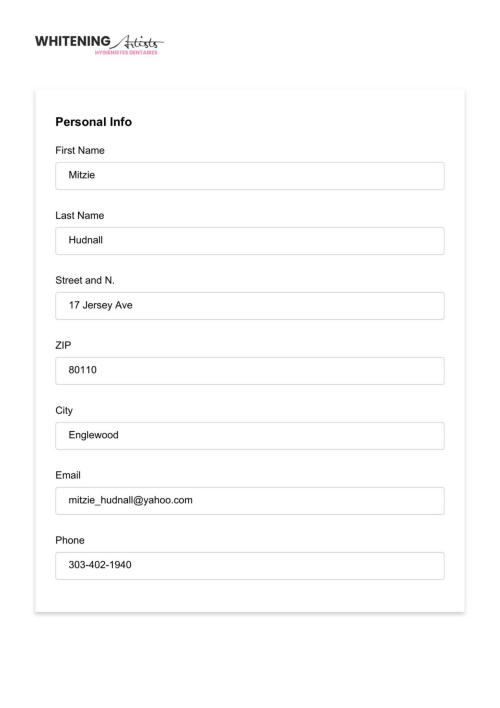 WHITENING Artists
HYGIÉNISTES DENTAIRES
Personal Info
First Name
Mitzie
Last Name
Hudnall
Street and N.
17 Jersey Ave
ZIP
80110
City
Englewood
Email
mitzie_hudnall@yahoo.com
Phone
303-402-1940